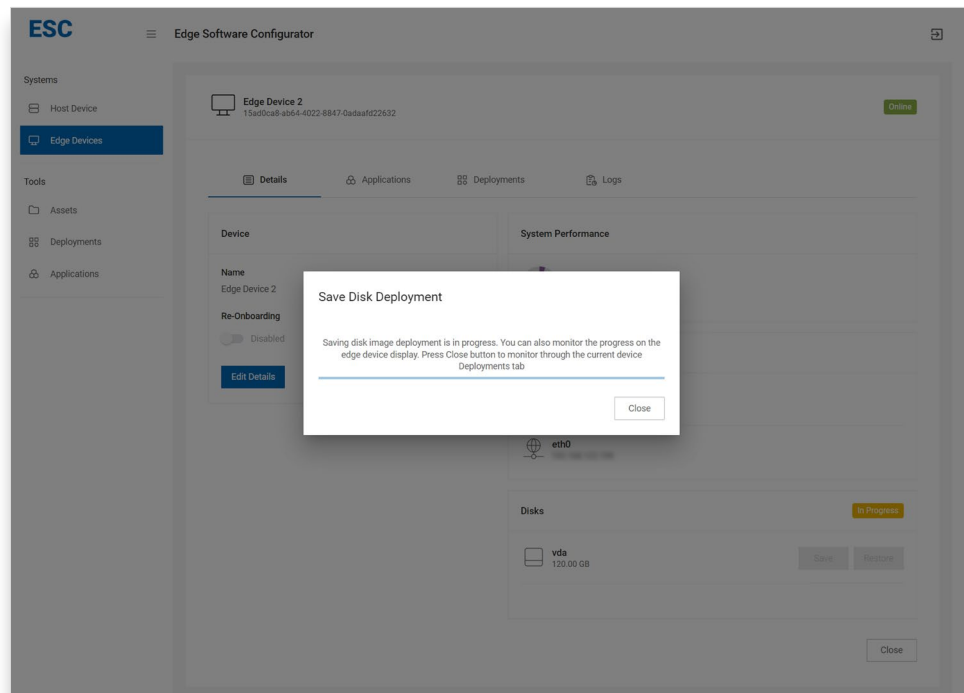 ESC
Edge Software Configurator
Systems
Host Device
Edge Devices
Tools
Assets
Deployments
Applications
Edge Device 2
15ad0ca8-ab64-4022-8847-0adaafd22632
Online
Details
Applications
Deployments
Logs
Device
Name
Edge Device 2
Re-Onboarding
Disabled
Edit Details
System Performance
Save Disk Deployment
Saving disk image deployment is in progress. You can also monitor the progress on the
edge device display. Press Close button to monitor through the current device
Deployments tab
Close
eth0
Disks
In Progress
vda
120.00 GB
Save
Restore
Close